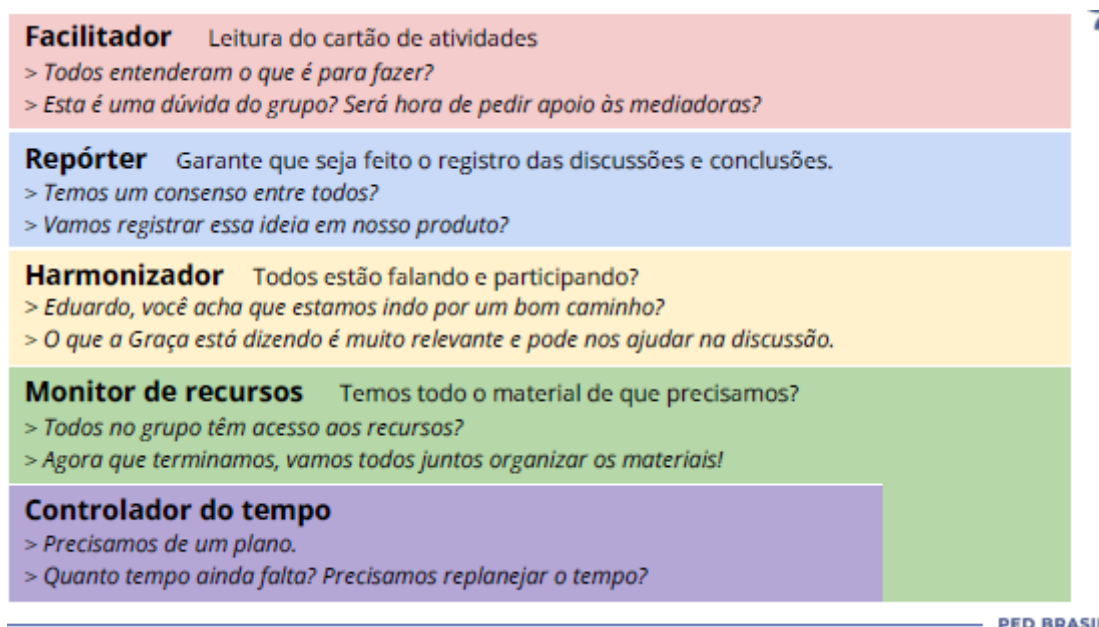 Facilitador Leitura do cartão de atividades
> Todos entenderam o que é para fazer?
> Esta é uma dúvida do grupo? Será hora de pedir apoio às mediadoras?
Repórter Garante que seja feito o registro das discussões e conclusões.
> Temos um consenso entre todos?
> Vamos registrar essa ideia em nosso produto?
Harmonizador Todos estão falando e participando?
> Eduardo, você acha que estamos indo por um bom caminho?
> O que a Graça está dizendo é muito relevante e pode nos ajudar na discussão.
Monitor de recursos Temos todo o material de que precisamos?
> Todos no grupo têm acesso aos recursos?
> Agora que terminamos, vamos todos juntos organizar os materiais!
Controlador do tempo
> Precisamos de um plano.
> Quanto tempo ainda falta? Precisamos replanejar o tempo?
PED BRASIL